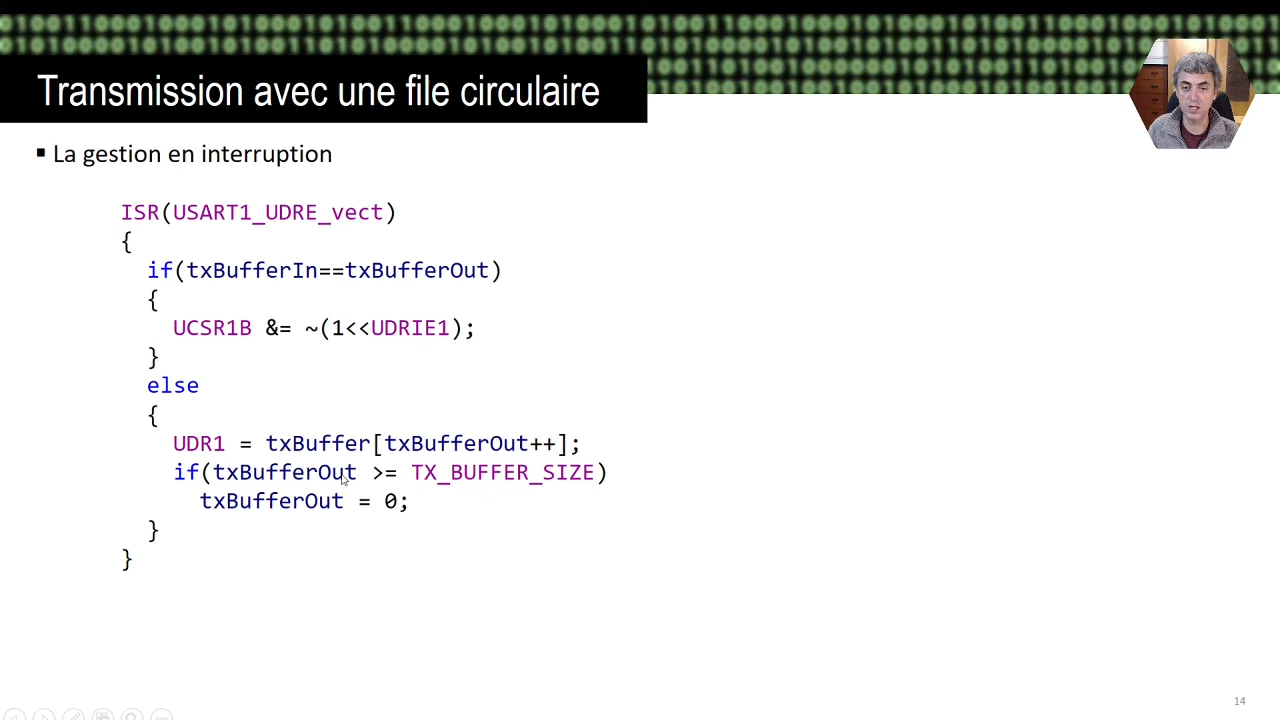 Transmission avec une file circulaire
▪ La gestion en interruption
ISR(USART1_UDRE_vect)
{
if(txBufferIn==txBufferOut)
{
UCSR1B &= ~(1<<UDRIE1);
}
else
{
UDR1 = txBuffer[txBufferOut++];
if(txBufferOut >= TX_BUFFER_SIZE)
txBufferOut = 0;
}
}
14